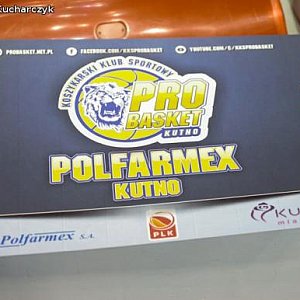 Kucharczyk
PROBASKET.NET.PL
FACEBOOK.COM/KKSPROBASKET
YOUTUBE.COM/C/KKSPROBASKET
KOSZYKARSKI KLUB SPORTOWY
PRO
BASKET
KUTNO
POLFARMEX
KUTNO
Polfarmex S.A.
PLK
KU
mia